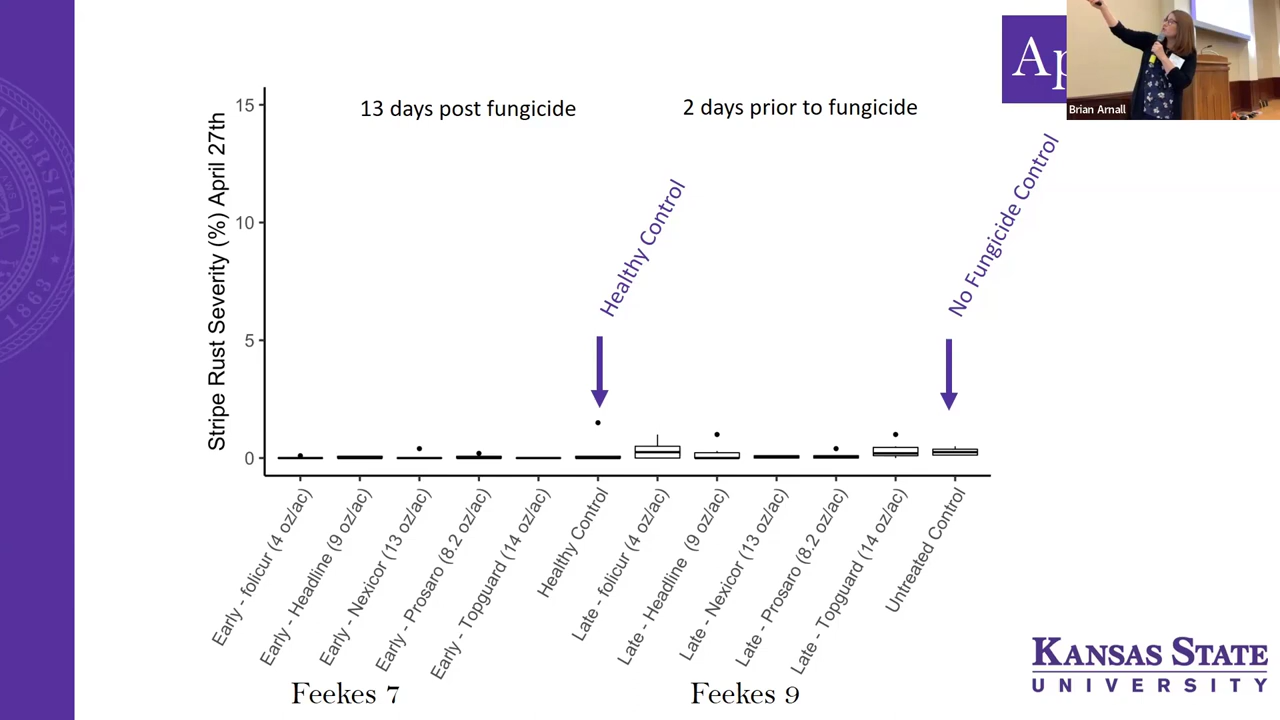 Ap
Brian Arnall
13 days post fungicide
2 days prior to fungicide
Healthy Control
No Fungicide Control
Stripe Rust Severity (%) April 27th
15
10
5
0
Early - folicur (4 oz/ac)
Early - Headline (9 oz/ac)
Early - Nexicor (13 oz/ac)
Early - Prosaro (8.2 oz/ac)
Early - Topguard (14 oz/ac)
Healthy Control
Late - folicur (4 oz/ac)
Late - Headline (9 oz/ac)
Late - Nexicor (13 oz/ac)
Late - Prosaro (8.2 oz/ac)
Late - Topguard (14 oz/ac)
Untreated Control
Feekes 7
Feekes 9
KANSAS STATE
UNIVERSITY
VERSITY
1863